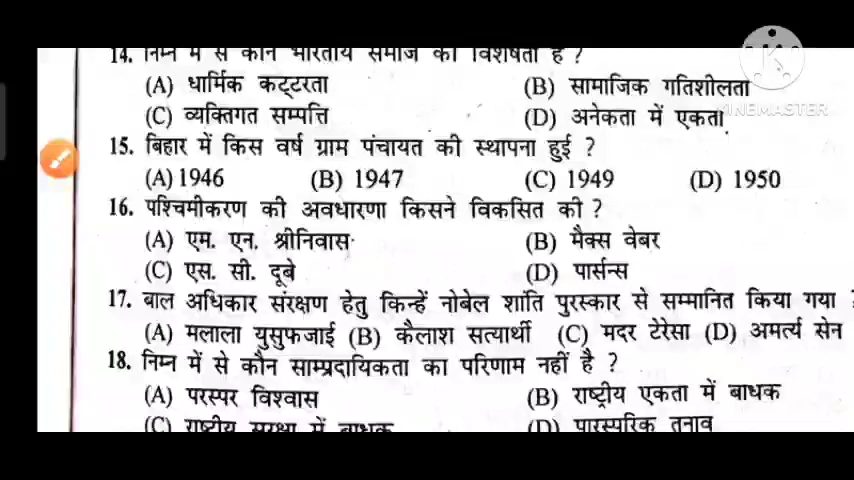 14. निम्न में से कौन भारतीय समाज की विशेषता है ?
(A) धार्मिक कट्टरता (B) सामाजिक गतिशीलता
(C) व्यक्तिगत सम्पत्ति (D) अनेकता में एकता
15. बिहार में किस वर्ष ग्राम पंचायत की स्थापना हुई ?
(A) 1946 (B) 1947 (C) 1949 (D) 1950
16. पश्चिमीकरण की अवधारणा किसने विकसित की ?
(A) एम. एन. श्रीनिवास (B) मैक्स वेबर
(C) एस. सी. दूबे (D) पार्सन्स
17. बाल अधिकार संरक्षण हेतु किन्हें नोबेल शांति पुरस्कार से सम्मानित किया गया ?
(A) मलाला युसुफजाई (B) कैलाश सत्यार्थी (C) मदर टेरेसा (D) अमर्त्य सेन
18. निम्न में से कौन साम्प्रदायिकता का परिणाम नहीं है ?
(A) परस्पर विश्वास (B) राष्ट्रीय एकता में बाधक
(C) राष्ट्रीय सुरक्षा में बाधक (D) पारस्परिक तनाव
KINEMASTER